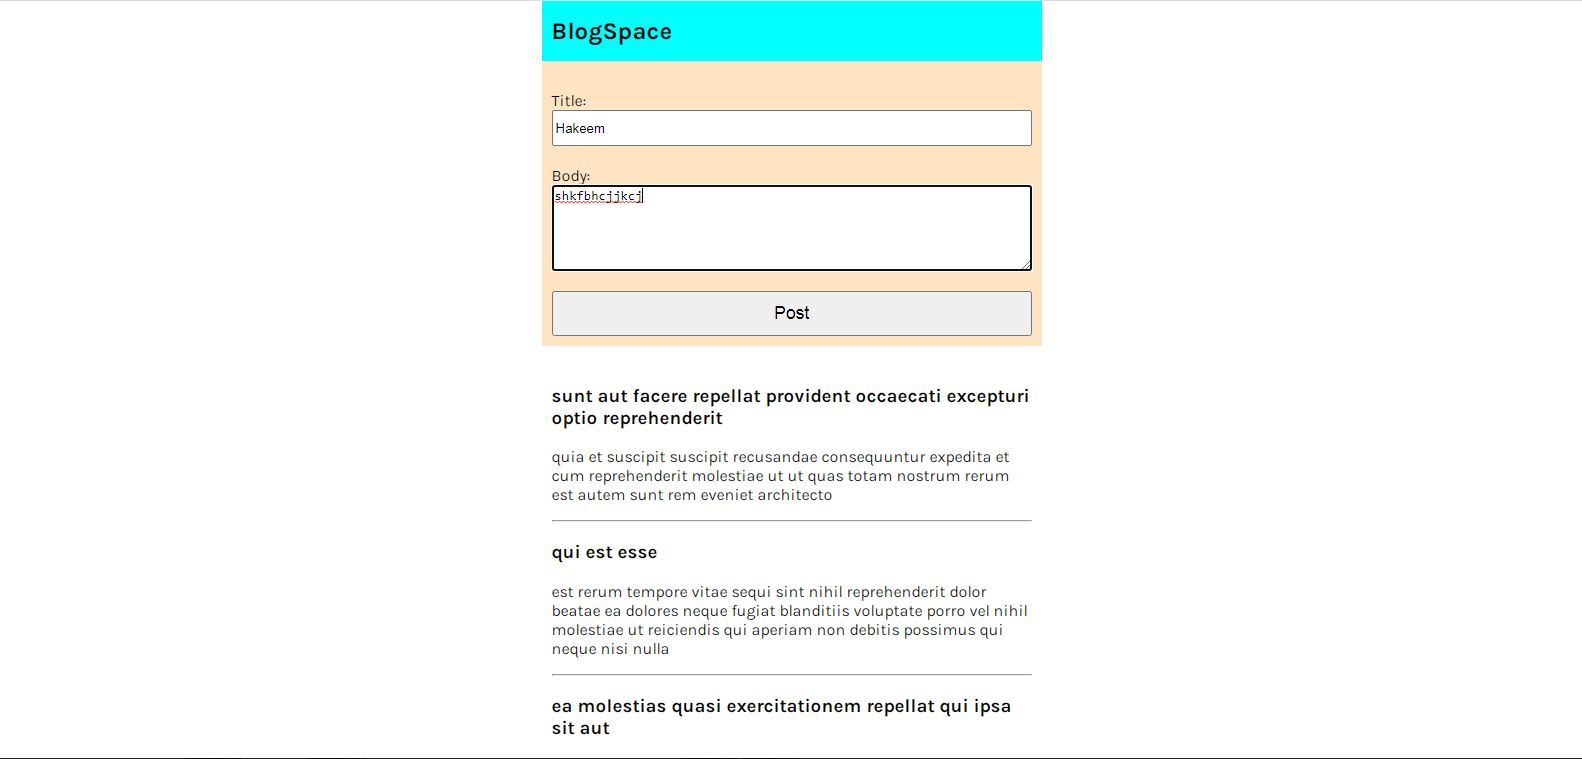 BlogSpace
Title:
Hakeem
Body:
shkfbhcjjkcj
Post
sunt aut facere repellat provident occaecati excepturi
optio reprehenderit
quia et suscipit suscipit recusandae consequuntur expedita et
cum reprehenderit molestiae ut ut quas totam nostrum rerum
est autem sunt rem eveniet architecto
qui est esse
est rerum tempore vitae sequi sint nihil reprehenderit dolor
beatae ea dolores neque fugiat blanditiis voluptate porro vel nihil
molestiae ut reiciendis qui aperiam non debitis possimus qui
neque nisi nulla
ea molestias quasi exercitationem repellat qui ipsa
sit aut